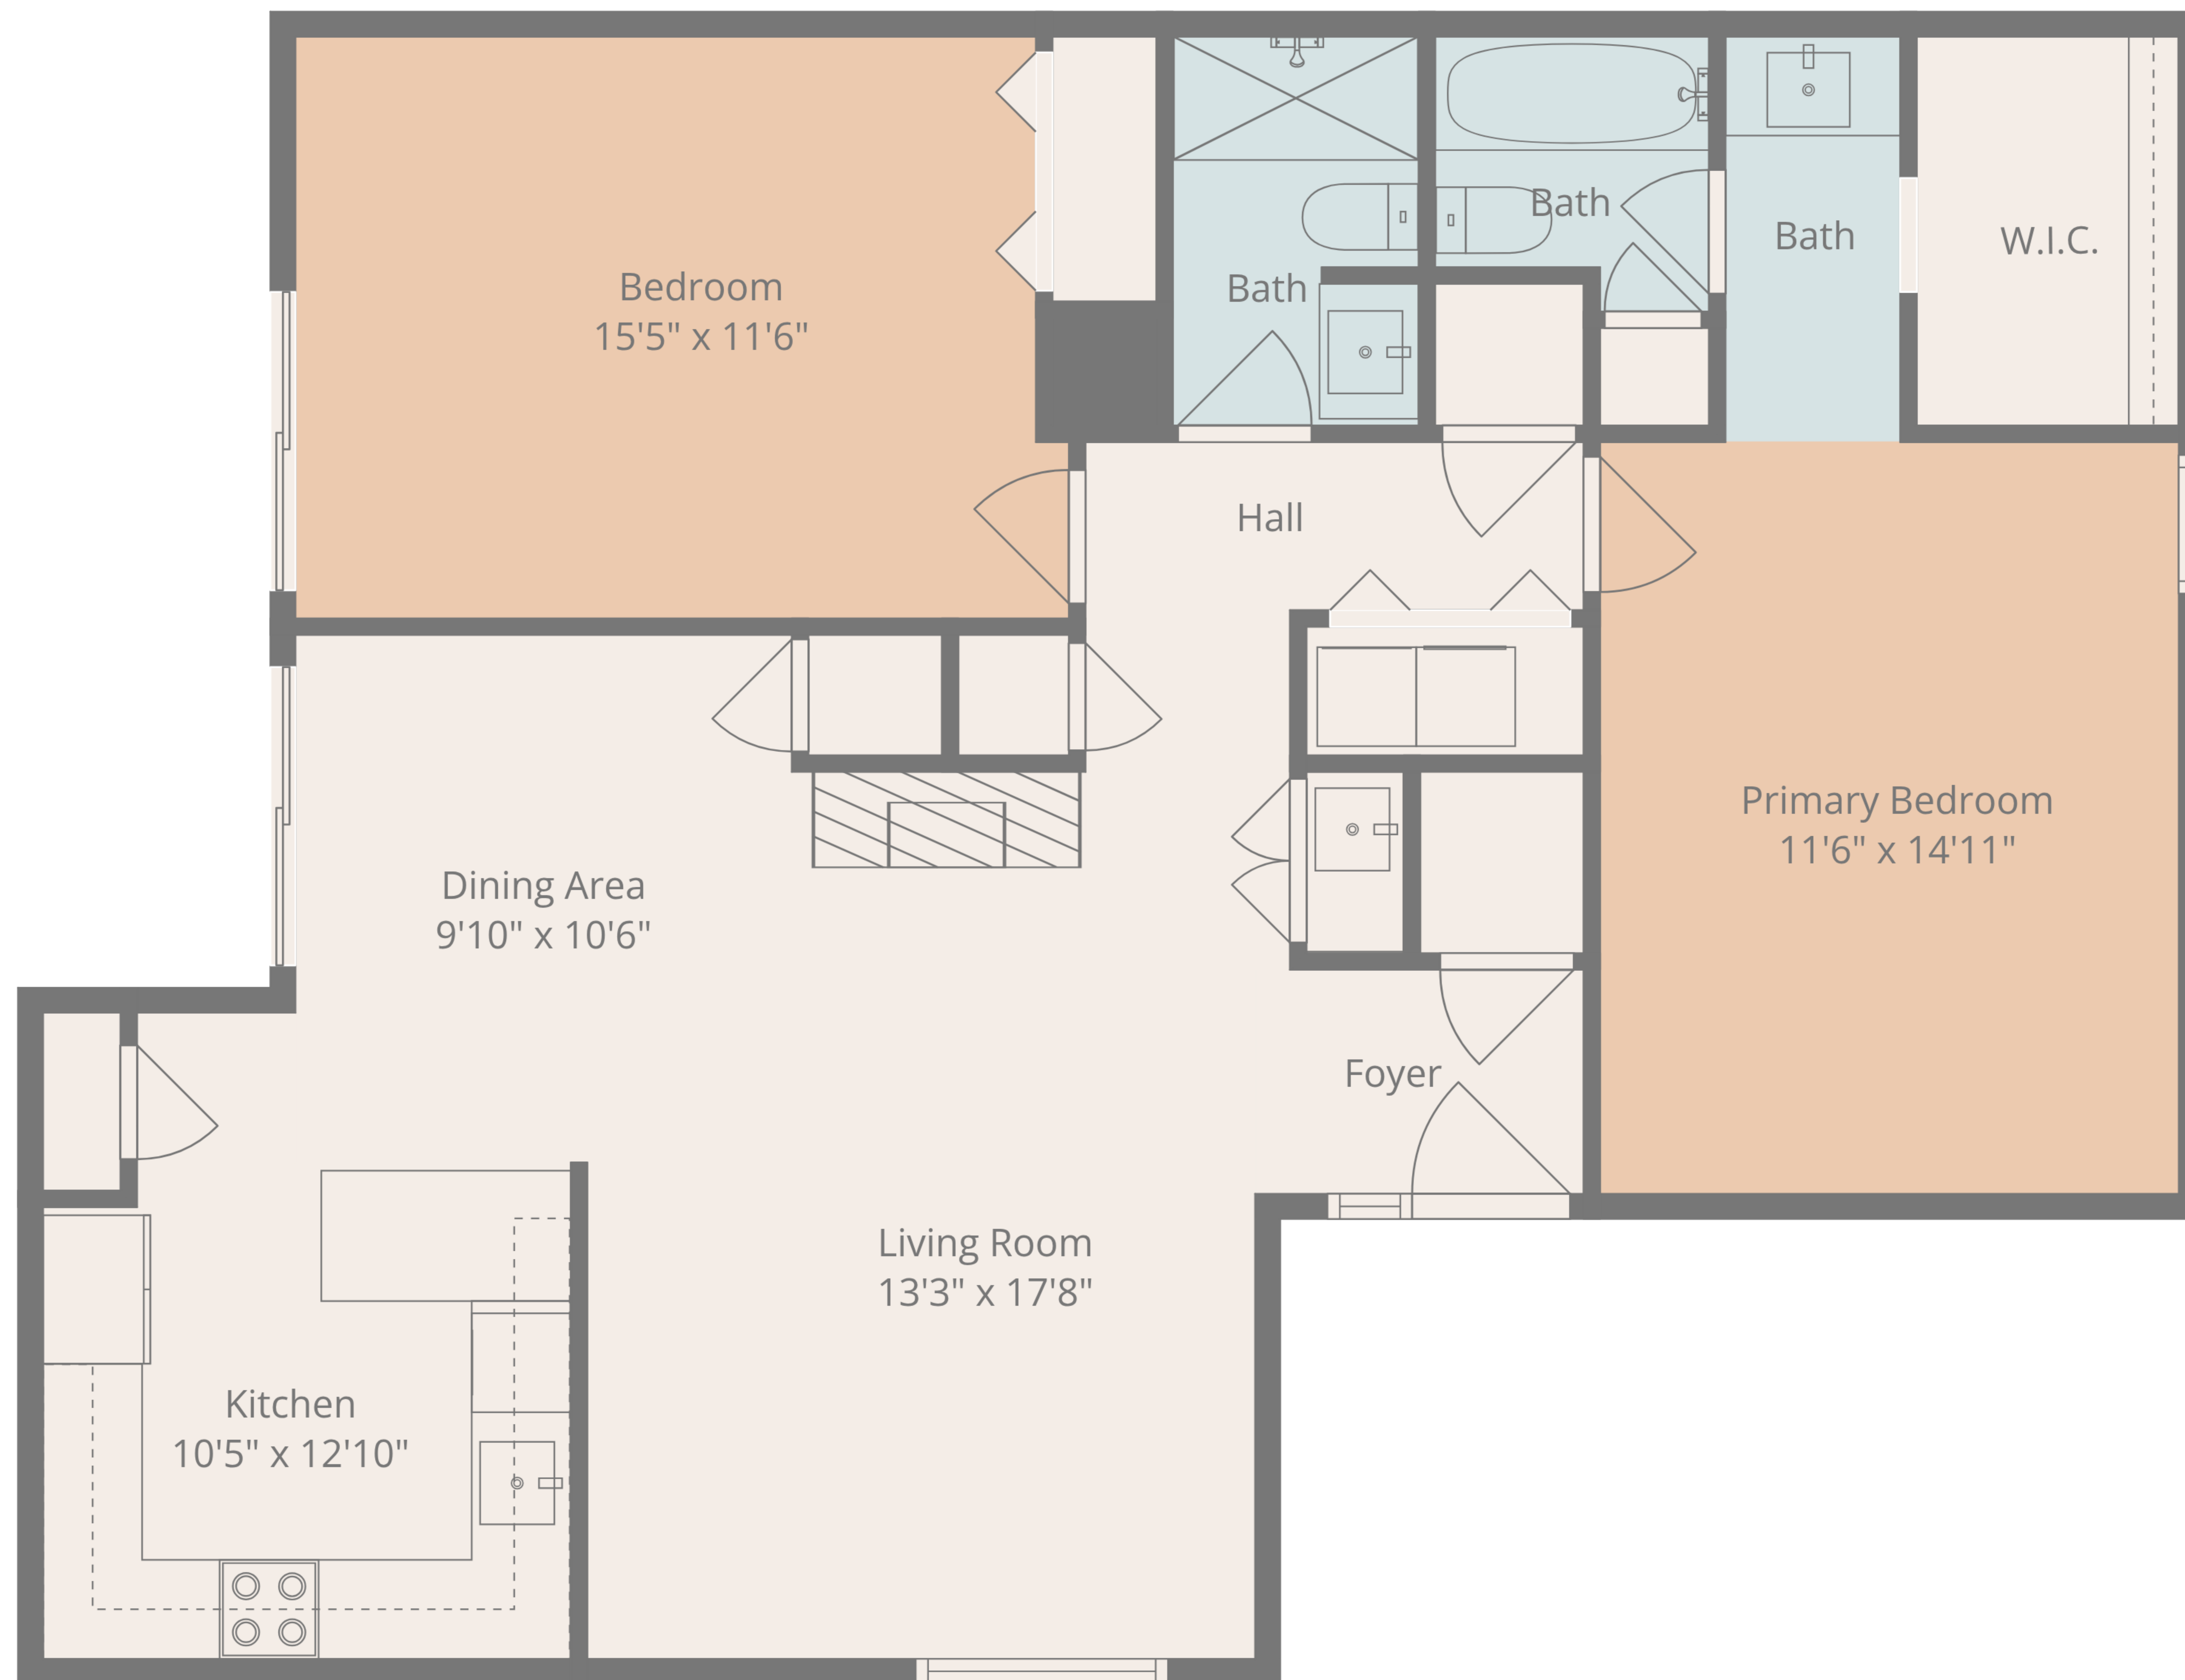 Bedroom
15'5" x 11'6"
Bath
Bath
Bath
W.I.C.
Hall
Primary Bedroom
11'6" x 14'11"
Dining Area
9'10" x 10'6"
Foyer
Living Room
13'3" x 17'8"
Kitchen
10'5" x 12'10"